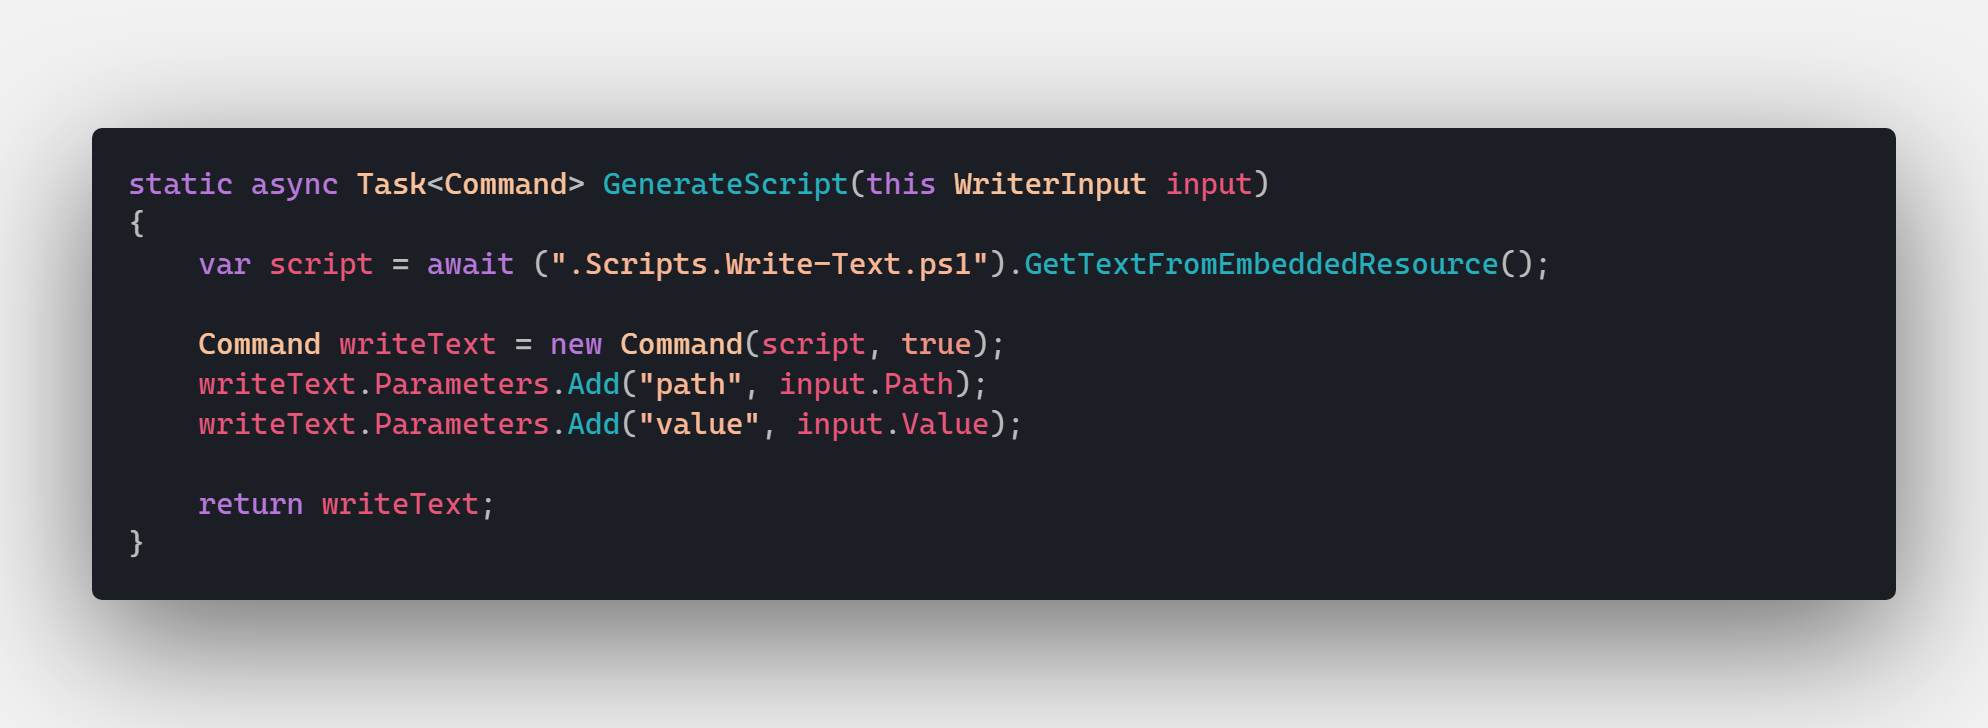 static async Task<Command> GenerateScript(this WriterInput input)
{
    var script = await (".Scripts.Write-Text.ps1").GetTextFromEmbeddedResource();

    Command writeText = new Command(script, true);
    writeText.Parameters.Add("path", input.Path);
    writeText.Parameters.Add("value", input.Value);

    return writeText;
}